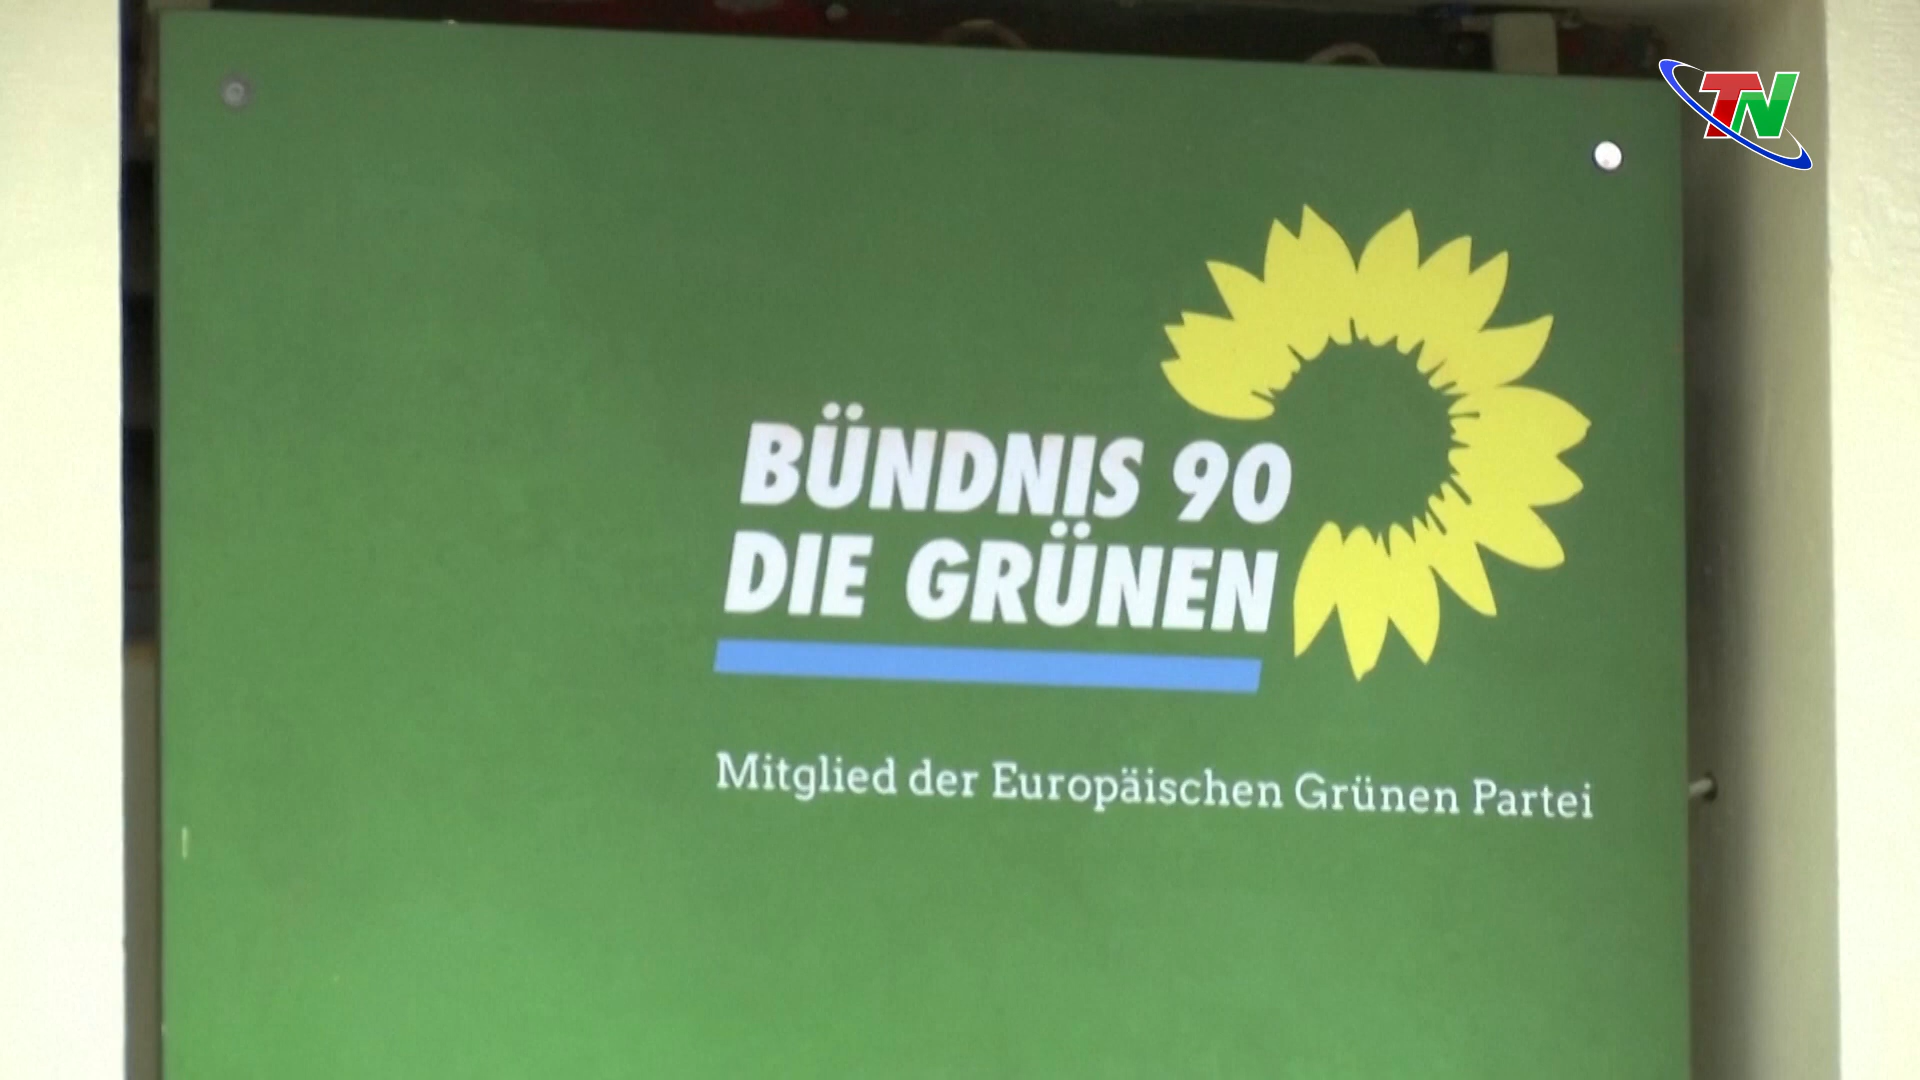 TN
BÜNDNIS 90
DIE GRÜNEN
Mitglied der Europäischen Grünen Partei